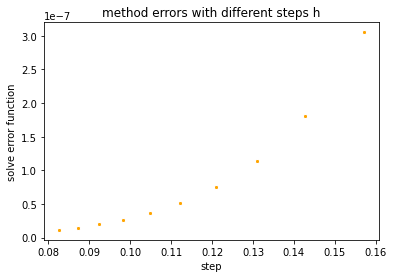 method errors with different steps h
1e−7
3.0
2.5
2.0
1.5
1.0
0.5
0.0
solve error function
0.08 0.09 0.10 0.11 0.12 0.13 0.14 0.15 0.16
step